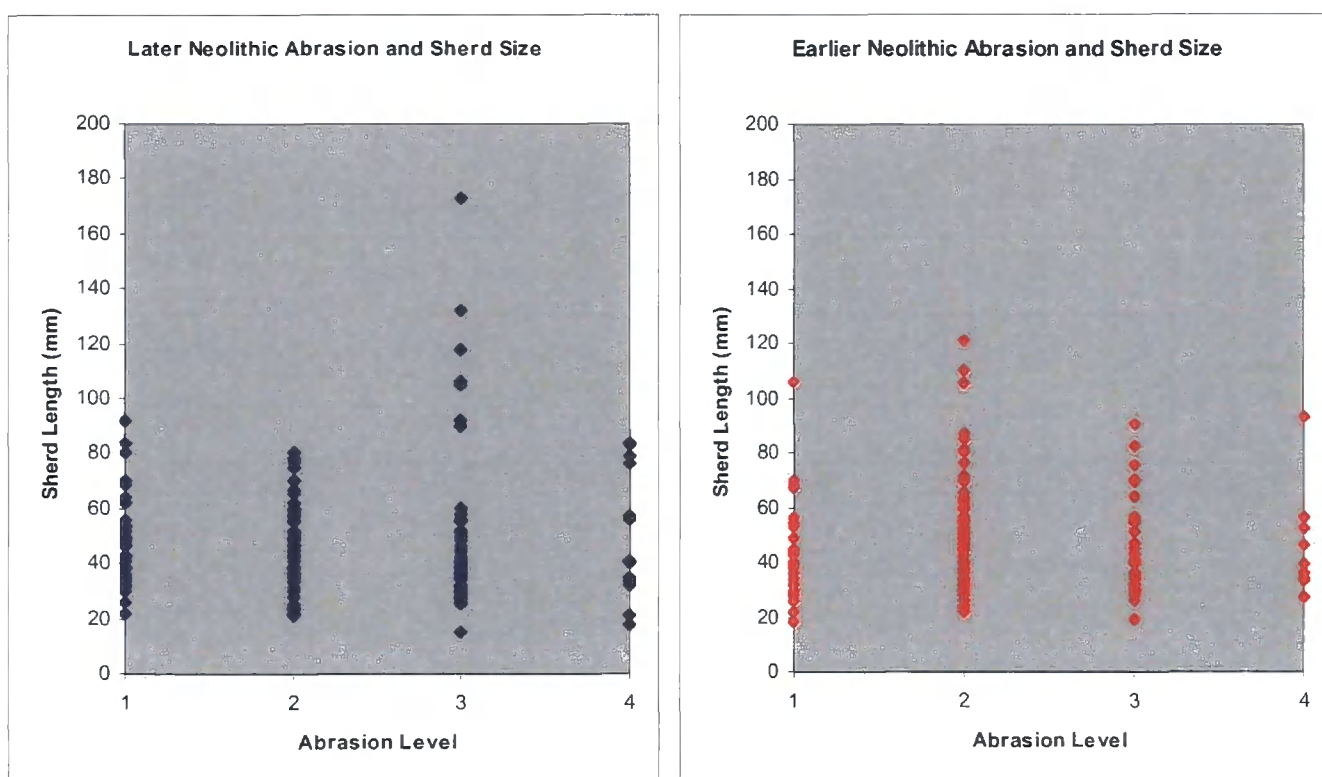 Later Neolithic Abrasion and Sherd Size
200
180
160
140
120
100
80
60
40
20
0
Sherd Length (mm)
1 2 3 4
Abrasion Level
Earlier Neolithic Abrasion and Sherd Size
200
180
160
140
120
100
80
60
40
20
0
Sherd Length (mm)
1 2 3 4
Abrasion Level